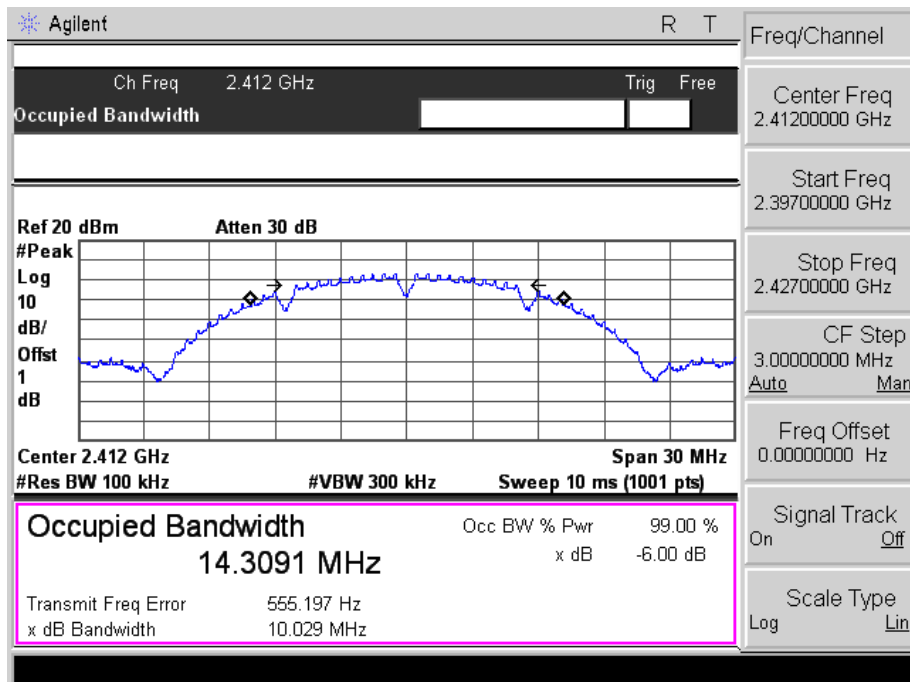 Agilent R T
Ch Freq 2.412 GHz Trig Free
Occupied Bandwidth
Ref 20 dBm Atten 30 dB
#Peak
Log
10
dB/
Offst
1
dB
Center 2.412 GHz Span 30 MHz
#Res BW 100 kHz #VBW 300 kHz Sweep 10 ms (1001 pts)
Occupied Bandwidth Occ BW % Pwr 99.00 %
14.3091 MHz x dB -6.00 dB
Transmit Freq Error 555.197 Hz
x dB Bandwidth 10.029 MHz
Freq/Channel
Center Freq
2.41200000 GHz
Start Freq
2.39700000 GHz
Stop Freq
2.42700000 GHz
CF Step
3.00000000 MHz
Auto Man
Freq Offset
0.00000000 Hz
Signal Track
On Off
Scale Type
Log Lin